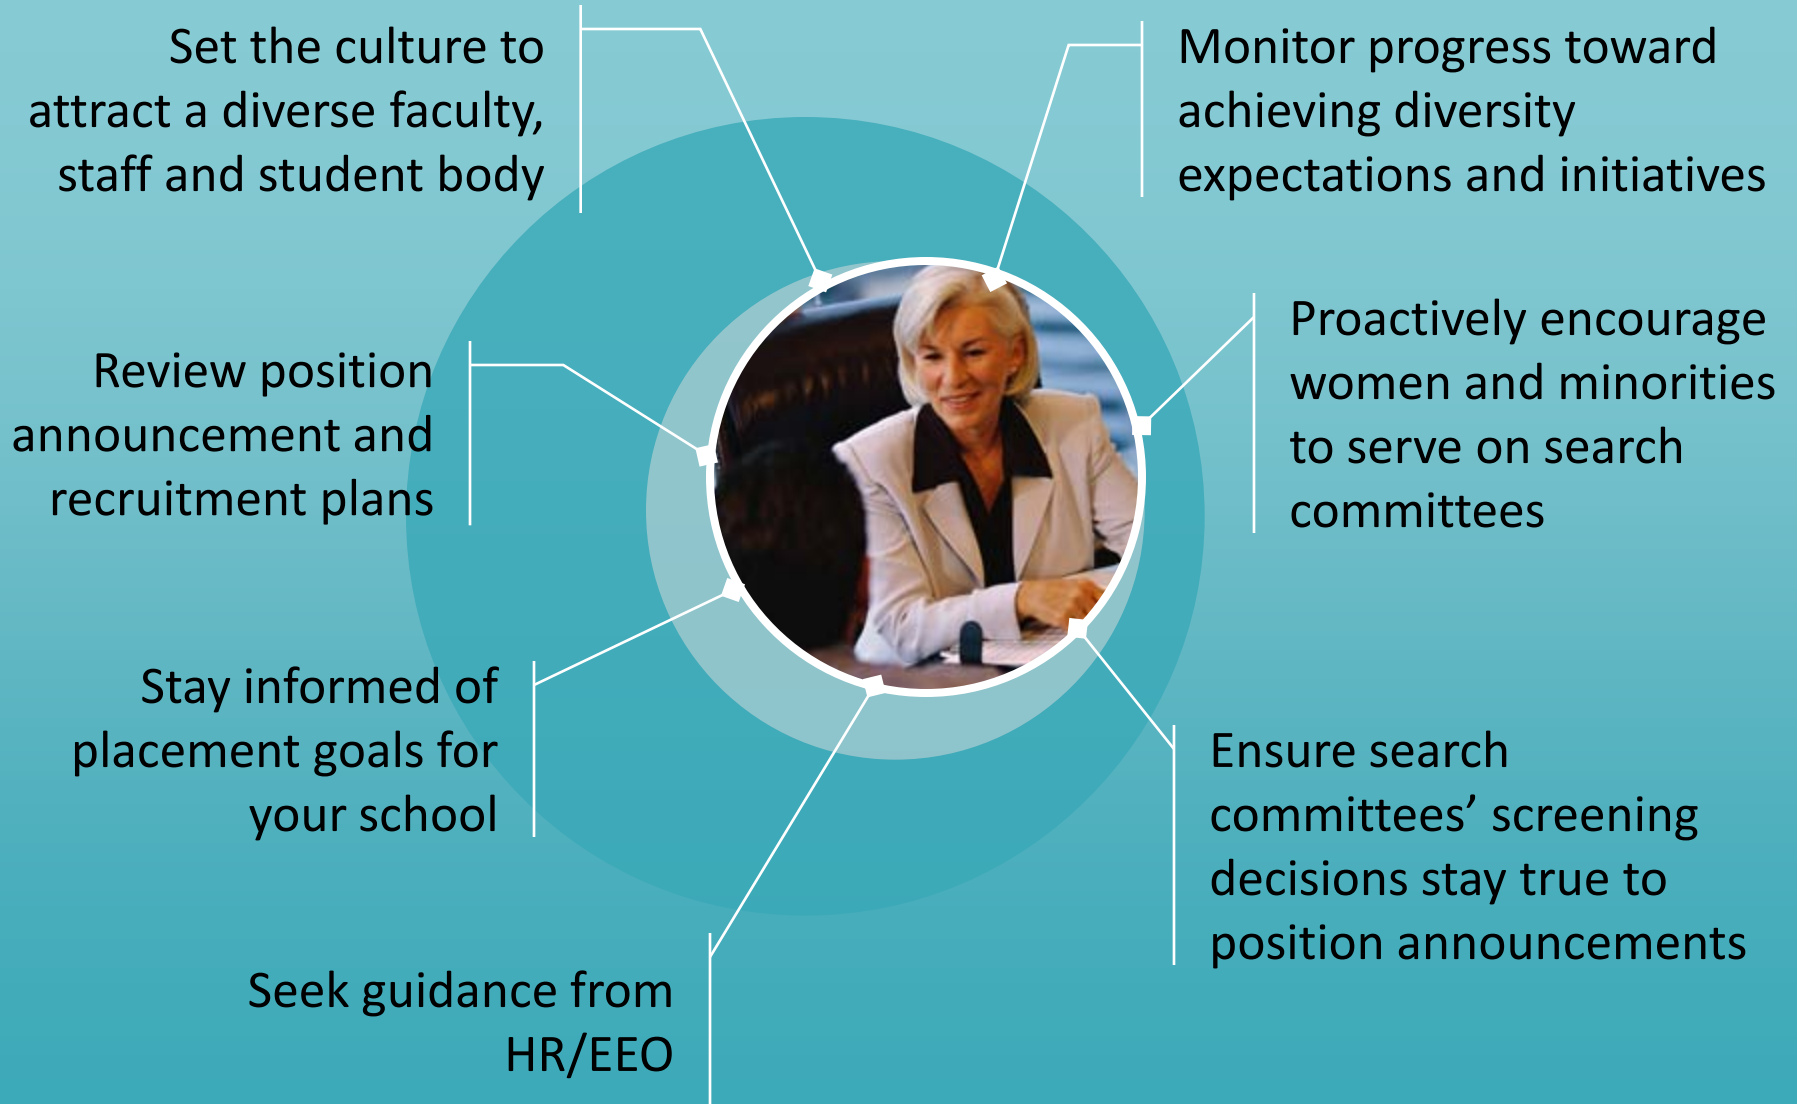 Set the culture to
attract a diverse faculty,
staff and student body
Monitor progress toward
achieving diversity
expectations and initiatives
Review position
announcement and
recruitment plans
Proactively encourage
women and minorities
to serve on search
committees
Stay informed of
placement goals for
your school
Ensure search
committees’ screening
decisions stay true to
position announcements
Seek guidance from
HR/EEO